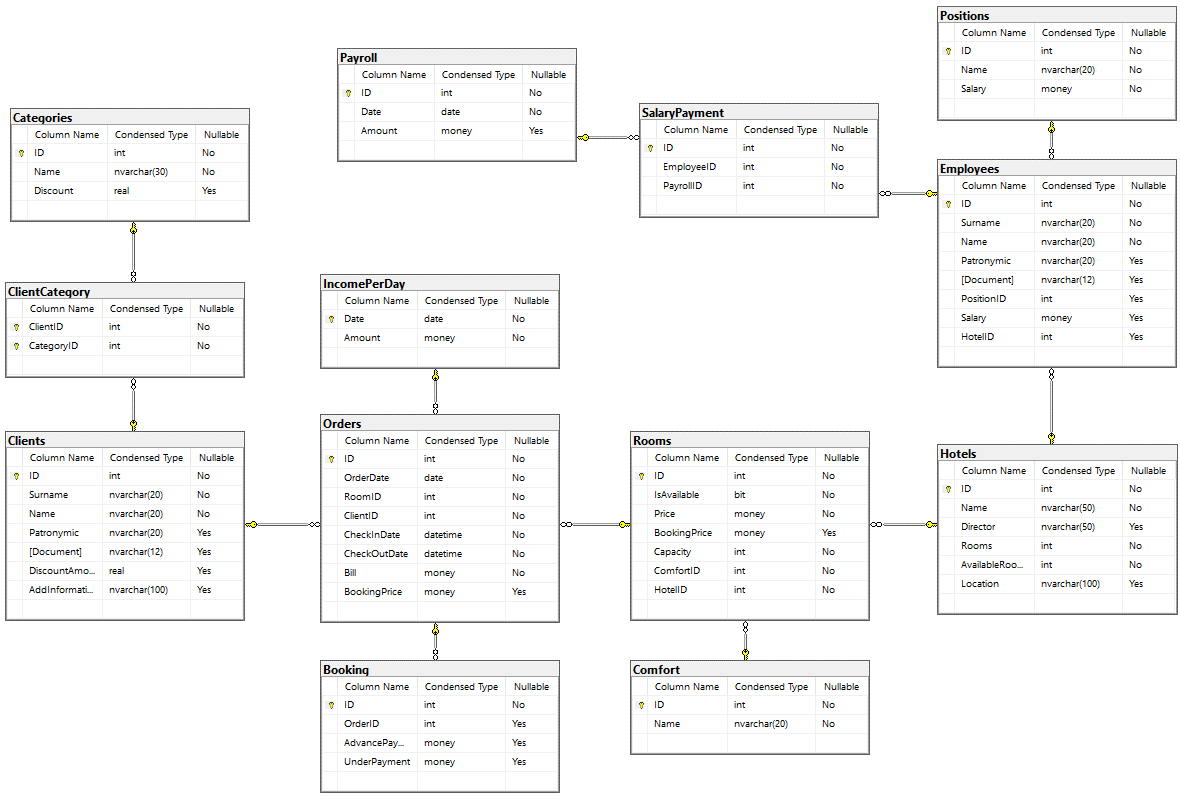 Positions
Column Name Condensed Type Nullable
ID int No
Name nvarchar(20) No
Salary money No
Payroll
Column Name Condensed Type Nullable
ID int No
Date date No
Amount money Yes
SalaryPayment
Column Name Condensed Type Nullable
ID int No
EmployeeID int No
PayrollID int No
Categories
Column Name Condensed Type Nullable
ID int No
Name nvarchar(30) No
Discount real Yes
Employees
Column Name Condensed Type Nullable
ID int No
Surname nvarchar(20) No
Name nvarchar(20) No
Patronymic nvarchar(20) Yes
[Document] nvarchar(12) Yes
PositionID int Yes
Salary money Yes
HotelID int Yes
ClientCategory
Column Name Condensed Type Nullable
ClientID int No
CategoryID int No
IncomePerDay
Column Name Condensed Type Nullable
Date date No
Amount money No
Clients
Column Name Condensed Type Nullable
ID int No
Surname nvarchar(20) No
Name nvarchar(20) No
Patronymic nvarchar(20) Yes
[Document] nvarchar(12) Yes
DiscountAmo... real Yes
AddInformati... nvarchar(100) Yes
Orders
Column Name Condensed Type Nullable
ID int No
OrderDate date No
RoomID int No
ClientID int No
CheckInDate datetime No
CheckOutDate datetime No
Bill money No
BookingPrice money Yes
Rooms
Column Name Condensed Type Nullable
ID int No
IsAvailable bit No
Price money No
BookingPrice money Yes
Capacity int No
ComfortID int No
HotelID int No
Hotels
Column Name Condensed Type Nullable
ID int No
Name nvarchar(50) No
Director nvarchar(50) Yes
Rooms int No
AvailableRoo... int No
Location nvarchar(100) Yes
Booking
Column Name Condensed Type Nullable
ID int No
OrderID int Yes
AdvancePay... money Yes
UnderPayment money Yes
Comfort
Column Name Condensed Type Nullable
ID int No
Name nvarchar(20) No